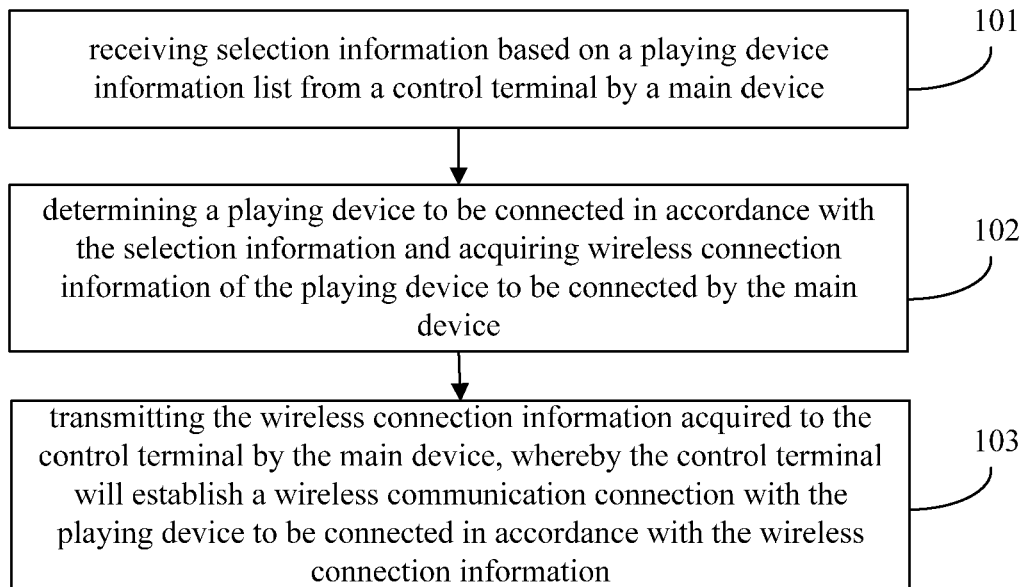 receiving selection information based on a playing device
information list from a control terminal by a main device
101
determining a playing device to be connected in accordance with
the selection information and acquiring wireless connection
information of the playing device to be connected by the main
device
102
transmitting the wireless connection information acquired to the
control terminal by the main device, whereby the control terminal
will establish a wireless communication connection with the
playing device to be connected in accordance with the wireless
connection information
103